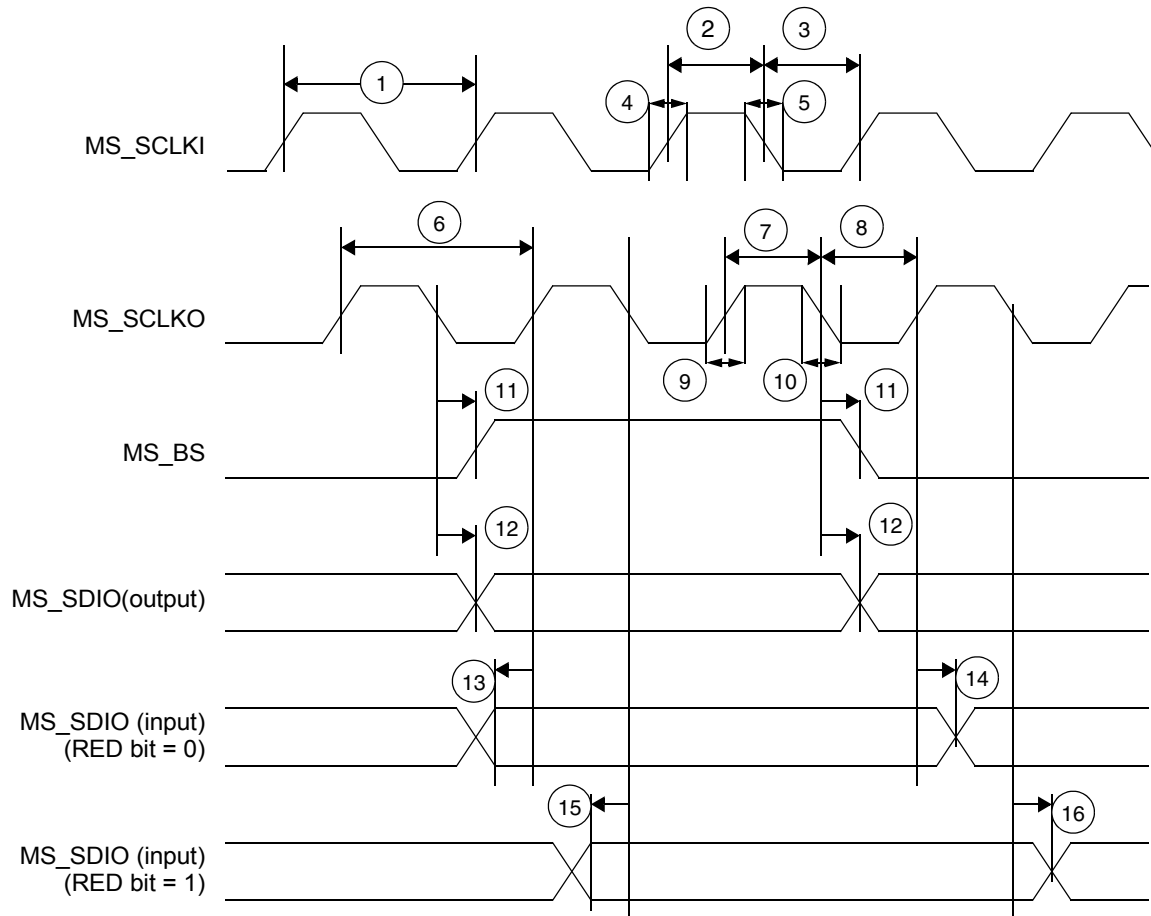 2
3
1
4
5
MS_SCLKI
6
7
8
MS_SCLKO
9
10
11
11
MS_BS
12
12
MS_SDIO(output)
13
14
MS_SDIO (input)
(RED bit = 0)
15
16
MS_SDIO (input)
(RED bit = 1)